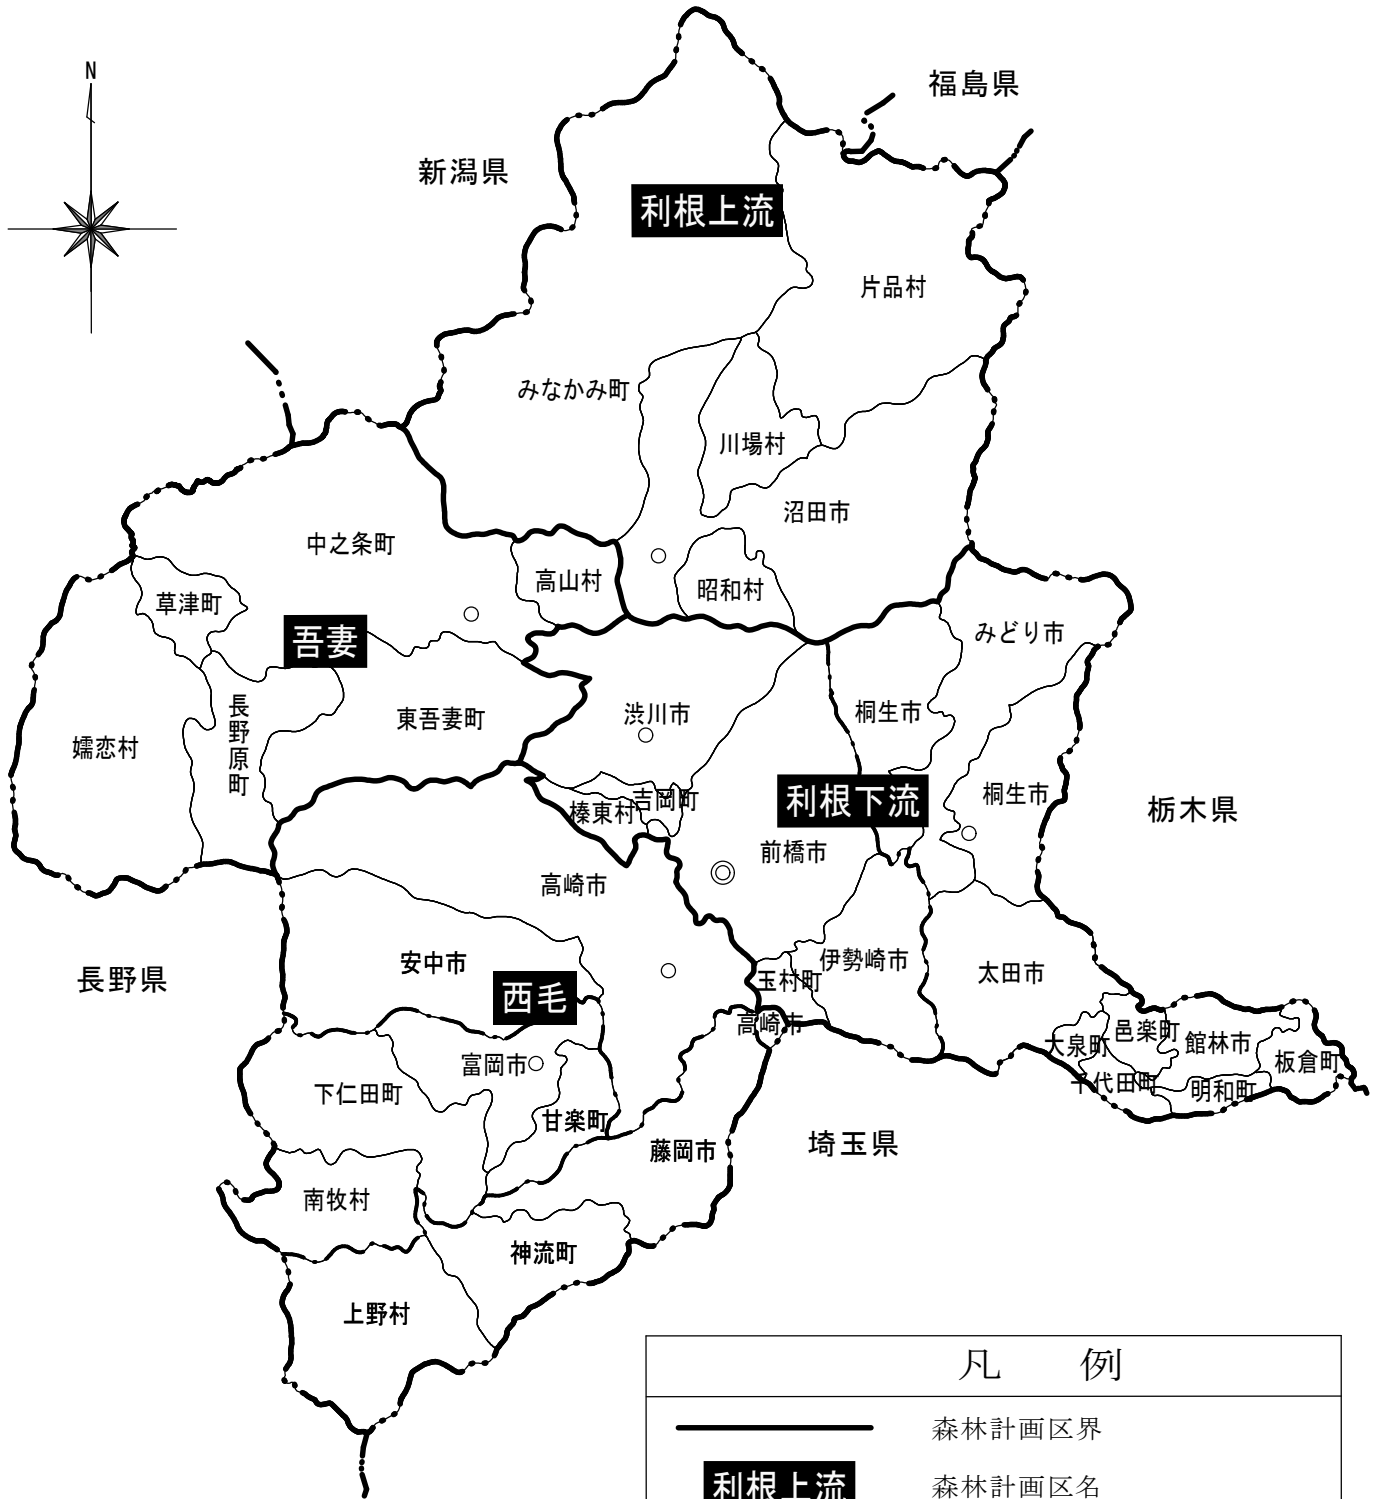 N
福島県
新潟県
利根上流
片品村
みなかみ町
川場村
沼田市
中之条町
高山村
昭和村
草津町
吾妻
みどり市
長野原町
東吾妻町
渋川市
桐生市
嬬恋村
利根下流
桐生市
榛東村
吉岡町
栃木県
前橋市
高崎市
安中市
伊勢崎市
太田市
長野県
西毛
玉村町
高崎市
邑楽町
大泉町
館林市
板倉町
富岡市
千代田町
明和町
下仁田町
甘楽町
藤岡市
埼玉県
南牧村
神流町
上野村
凡 例
森林計画区界
利根上流 森林計画区名